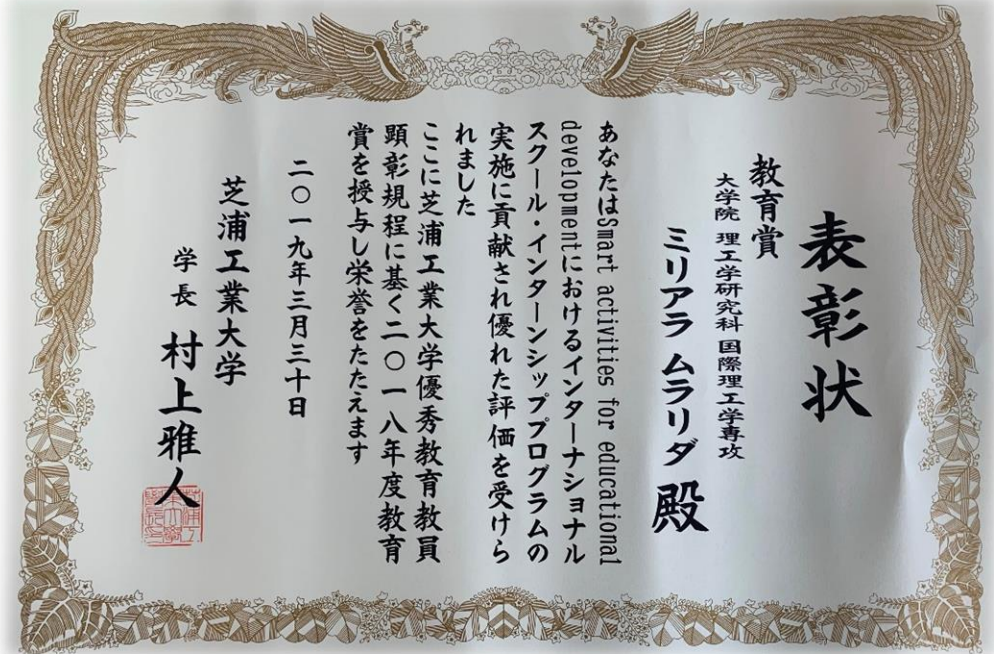 表彰状
教育賞
大学院 理工学研究科 国際理工学専攻
ミリアラ ムラリダ 殿
あなたはSmart activities for educational
developmentにおけるインターナショナル
スクール・インターンシッププログラムの
実施に貢献され優れた評価を受けら
れました
ここに芝浦工業大学優秀教育教員
顕彰規程に基く二〇一八年度教育
賞を授与し栄誉をたたえます
二〇一九年三月三十日
芝浦工業大学
学長 村上雅人